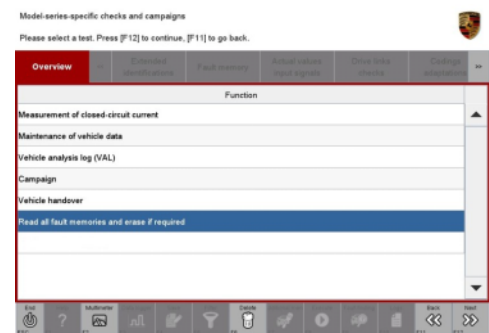 Model-series-specific checks and campaigns
Please select a test. Press [F12] to continue, [F11] to go back.
Overview
Extended identifications
Fault memory
Actual values input signals
Drive links checks
Codings adaptations
Function
Measurement of closed-circuit current
Maintenance of vehicle data
Vehicle analysis log (VAL)
Campaign
Vehicle handover
Read all fault memories and erase if required
End
Multimeter
Delete
Back
Next